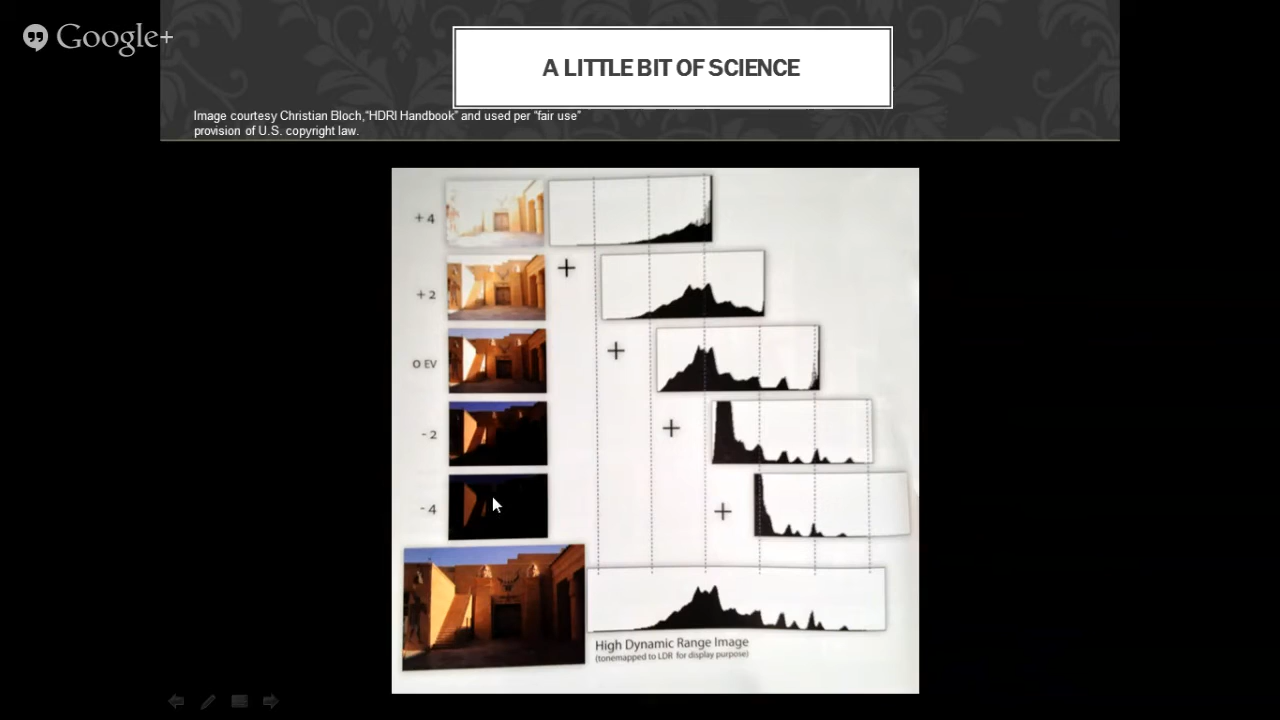 Google+
A LITTLE BIT OF SCIENCE
Image courtesy Christian Bloch,"HDRI Handbook" and used per "fair use"
provision of U.S. copyright law.
+4
+
+2
+
0 EV
+
- 2
+
- 4
High Dynamic Range Image
(tonemapped to LDR for display purpose)